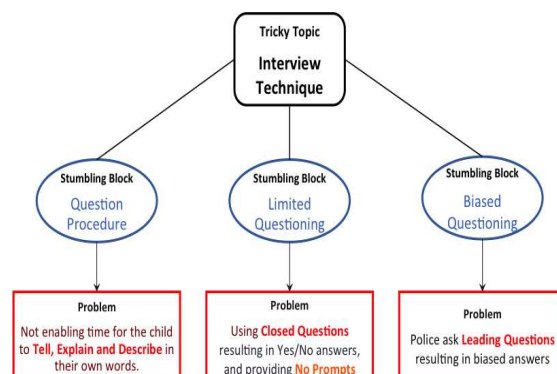 Tricky Topic
Interview
Technique
Stumbling Block
Question
Procedure
Stumbling Block
Limited
Questioning
Stumbling Block
Biased
Questioning
Problem
Not enabling time for the child
to Tell, Explain and Describe in
their own words.
Problem
Using Closed Questions
resulting in Yes/No answers,
and providing No Prompts
Problem
Police ask Leading Questions
resulting in biased answers